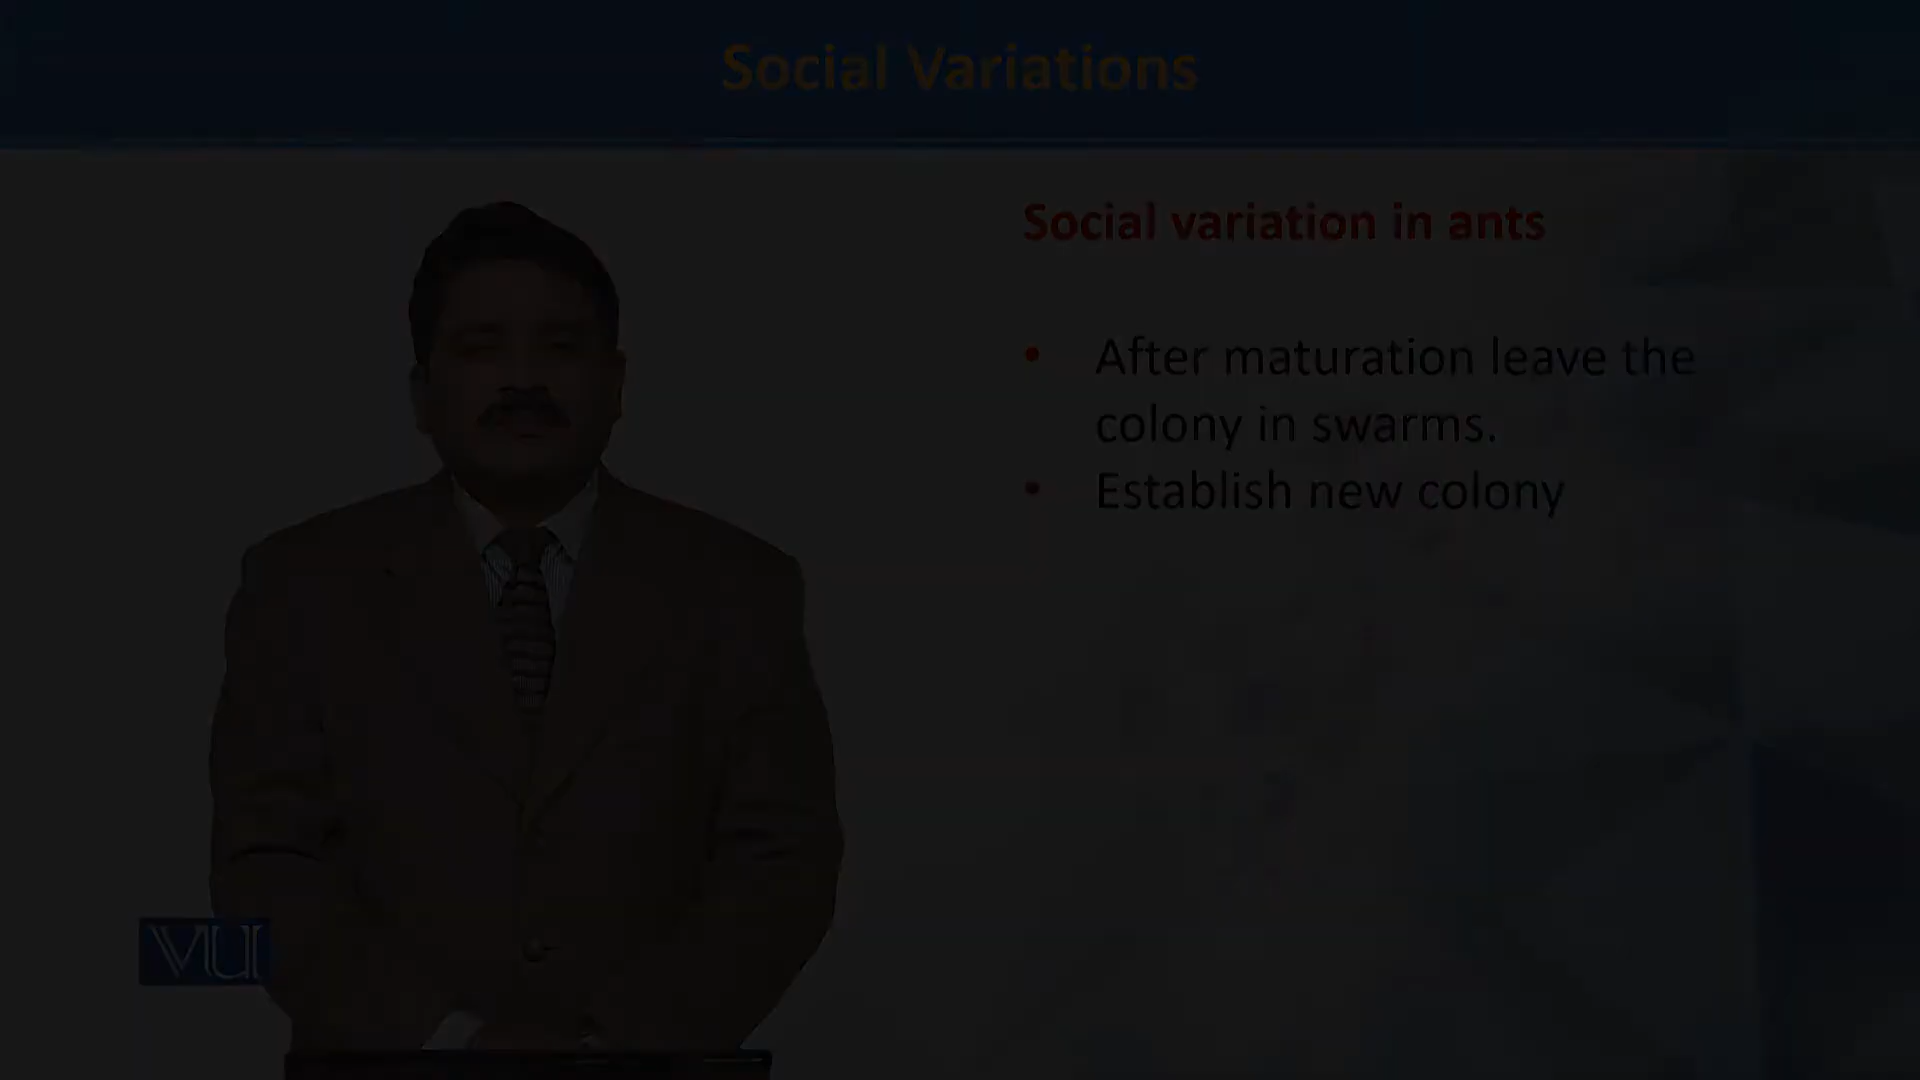 Social Variations
Social variation in ants
• After maturation leave the
colony in swarms.
• Establish new colony
VU